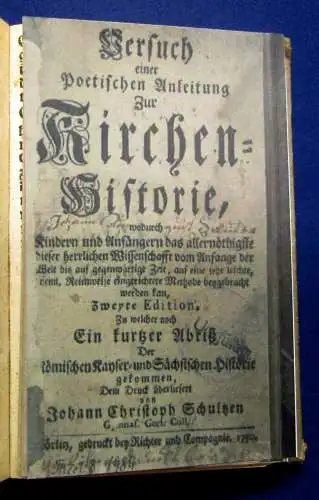 Versuch
einer
Poetischen Anleitung
Zur
Kirchen-
Historie,
wodurch
Kindern und Anfängern das allernöthigste
dieser herrlichen Wissenschafft vom Anfange der
Welt bis auf gegenwärtige Zeit, auf eine sehr leichte,
Reimweise eingerichtete Methode beygebracht
werden kan,
Zweyte Edition,
Zu welcher noch
Ein kurtzer Abriß
Der
Römischen Kayser- und Sächsischen Historie
gekommen,
Dem Druck überliefert
von
Johann Christoph Schultzen
Gorl. Coll.
Görlitz, gedruckt bey Richter und Compagnie.